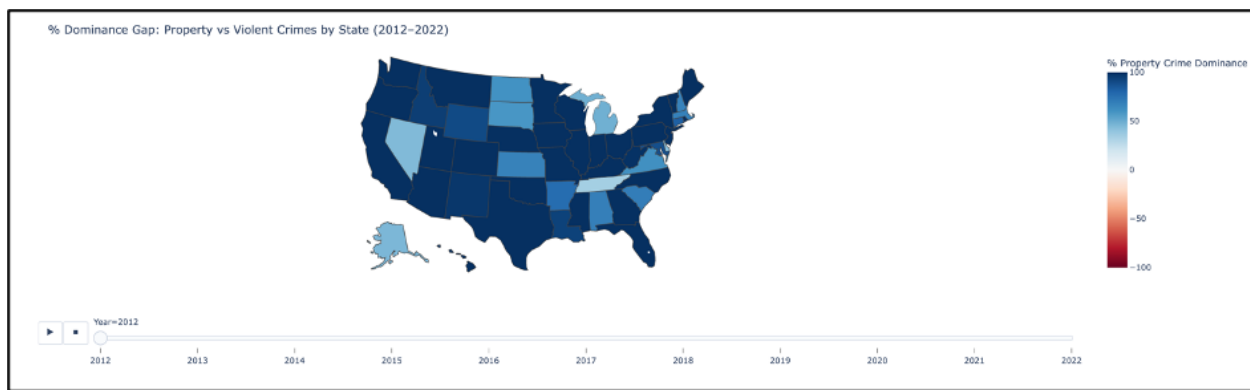 % Dominance Gap: Property vs Violent Crimes by State (2012–2022)
% Property Crime Dominance
100
50
0
−50
−100
Year=2012
2012 2013 2014 2015 2016 2017 2018 2019 2020 2021 2022